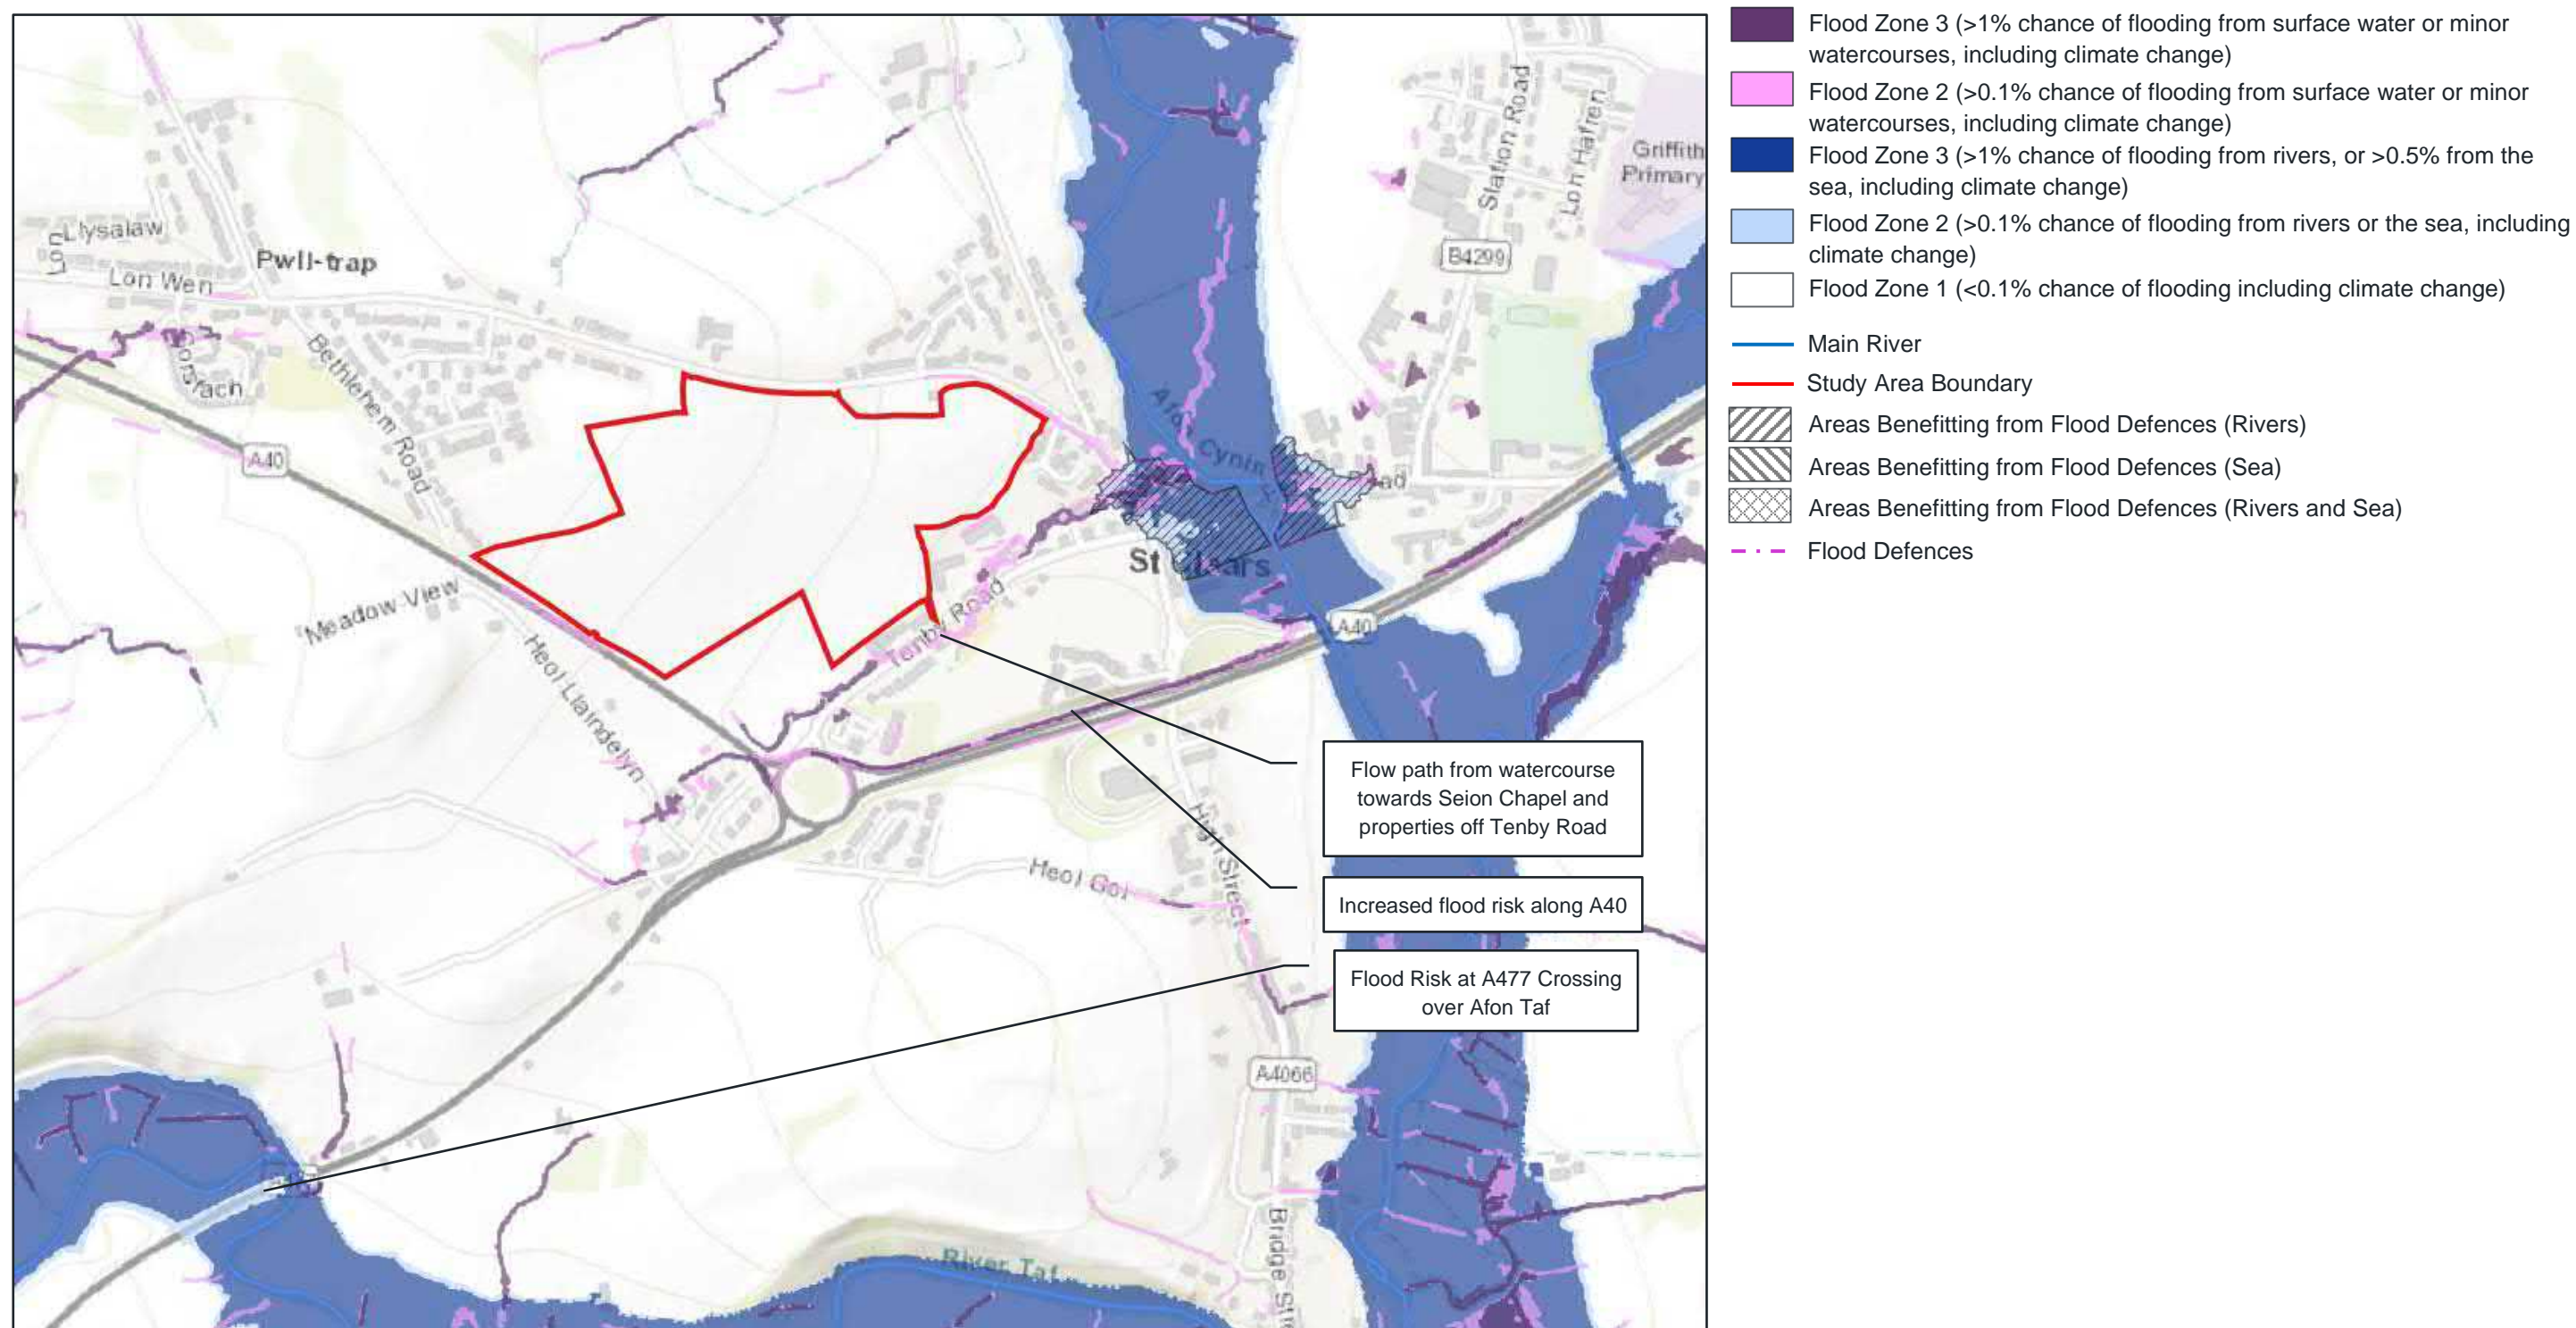 Flood Zone 3 (>1% chance of flooding from surface water or minor
watercourses, including climate change)
Flood Zone 2 (>0.1% chance of flooding from surface water or minor
watercourses, including climate change)
Flood Zone 3 (>1% chance of flooding from rivers, or >0.5% from the
sea, including climate change)
Flood Zone 2 (>0.1% chance of flooding from rivers or the sea, including
climate change)
Flood Zone 1 (<0.1% chance of flooding including climate change)
Main River
Study Area Boundary
Areas Benefitting from Flood Defences (Rivers)
Areas Benefitting from Flood Defences (Sea)
Areas Benefitting from Flood Defences (Rivers and Sea)
Flood Defences
Station Road
Lon Hafren
Griffith
Primary
B4299
Llysalaw
Lon
Pwll-trap
Lon Wen
Bethlehem Road
A40
Afon Cynin
St Clears
Meadow View
Tenby Road
A40
Heol Llaindelyn
Flow path from watercourse
towards Seion Chapel and
properties off Tenby Road
High Street
Heol Goi
Increased flood risk along A40
Flood Risk at A477 Crossing
over Afon Taf
A4066
River Taf
Bridge Str